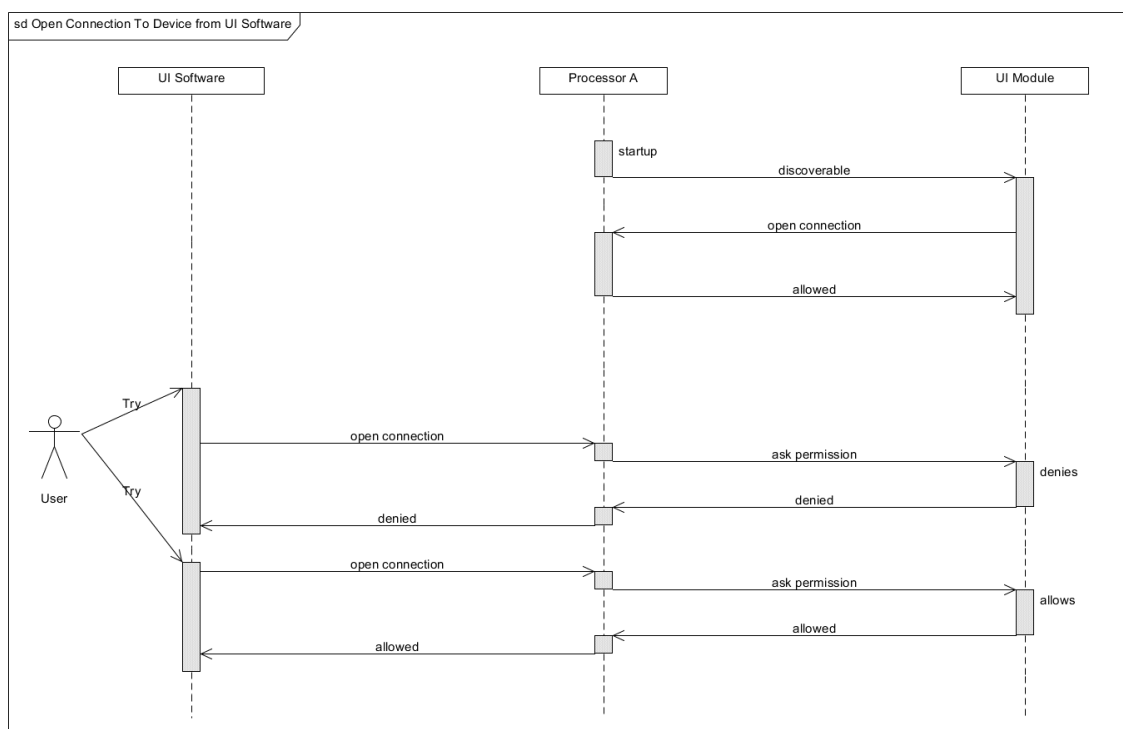 sd Open Connection To Device from UI Software
UI Software
Processor A
UI Module
startup
discoverable
open connection
allowed
Try
open connection
ask permission
denies
Try
User
denied
denied
open connection
ask permission
allows
allowed
allowed